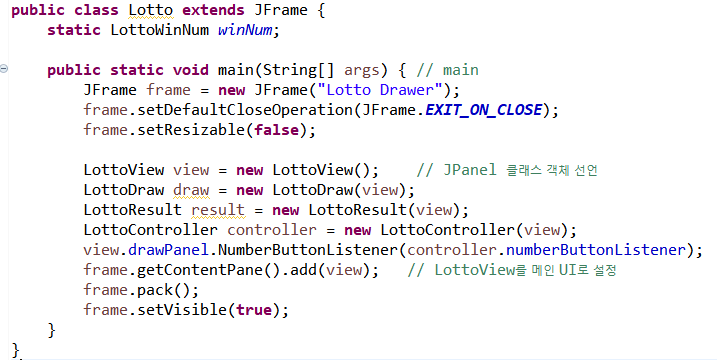 public class Lotto extends JFrame {
    static LottoWinNum winNum;

    public static void main(String[] args) { // main
        JFrame frame = new JFrame("Lotto Drawer");
        frame.setDefaultCloseOperation(JFrame.EXIT_ON_CLOSE);
        frame.setResizable(false);

        LottoView view = new LottoView();    // JPanel 클래스 객체 선언
        LottoDraw draw = new LottoDraw(view);
        LottoResult result = new LottoResult(view);
        LottoController controller = new LottoController(view);
        view.drawPanel.NumberButtonListener(controller.numberButtonListener);
        frame.getContentPane().add(view);   // LottoView를 메인 UI로 설정
        frame.pack();
        frame.setVisible(true);
    }
}